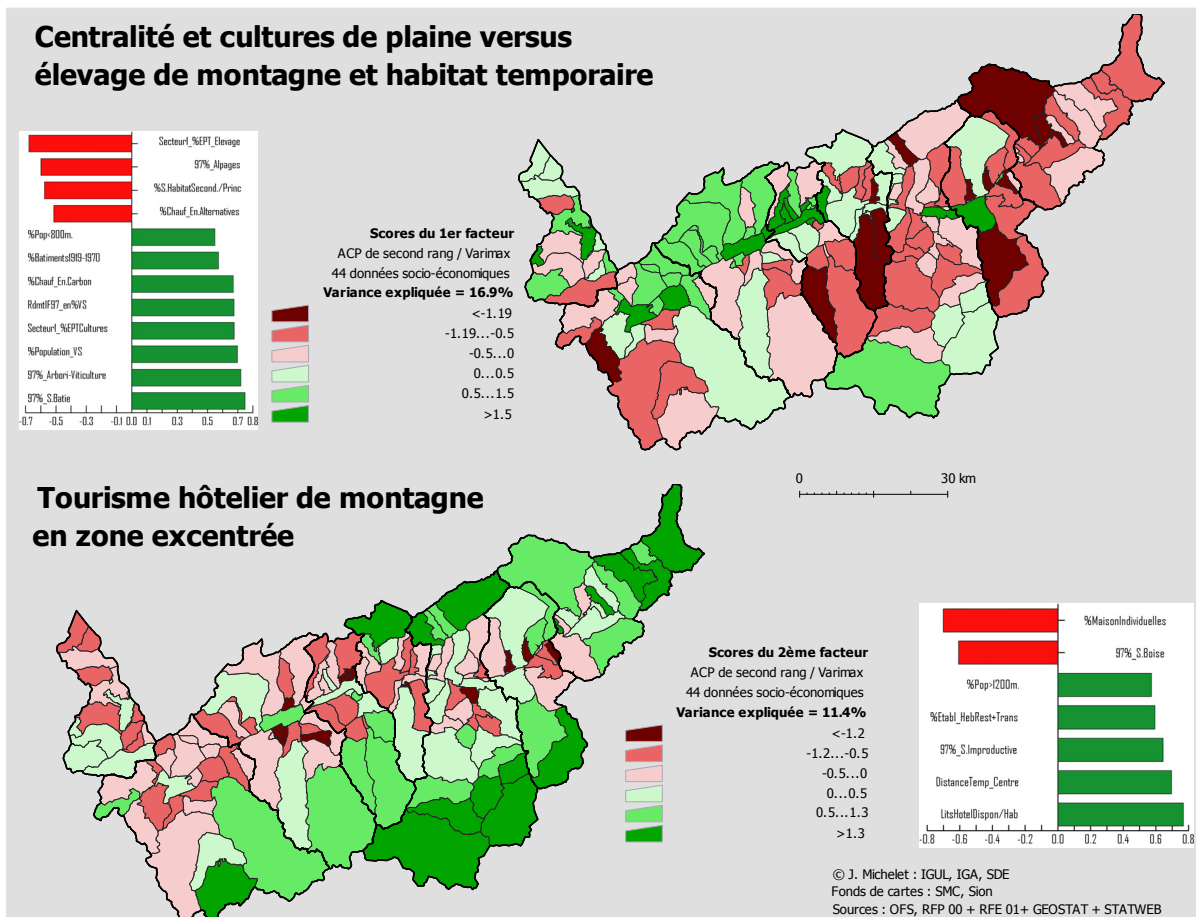 Centralité et cultures de plaine versus
élevage de montagne et habitat temporaire
Secteur1_%EPT_Elevage
97%_Alpages
%S.HabitatSecond./Princ
%Chauf_En.Alternatives
%Pop<800m.
%Batiments1919-1970
%Chauf_En.Carbon
RdmtIF97_en%VS
Secteur1_%EPTCultures
%Population_VS
97%_Arbori-Viticulture
97%_S.Batie
-0.7 -0.5 -0.3 -0.1 0.0 0.1 0.3 0.5 0.7 0.8
Scores du 1er facteur
ACP de second rang / Varimax
44 données socio-économiques
Variance expliquée = 16.9%
<-1.19
-1.19...-0.5
-0.5...0
0...0.5
0.5...1.5
>1.5
0 30 km
Tourisme hôtelier de montagne
en zone excentrée
Scores du 2ème facteur
ACP de second rang / Varimax
44 données socio-économiques
Variance expliquée = 11.4%
<-1.2
-1.2...-0.5
-0.5...0
0...0.5
0.5...1.3
>1.3
%MaisonIndividuelles
97%_S.Boise
%Pop>1200m.
%Etabl_HebRest+Trans
97%_S.Improductive
DistanceTemp_Centre
LitsHotelDispon/Hab
-0.8 -0.6 -0.4 -0.2 0.0 0.2 0.4 0.6 0.8
© J. Michelet : IGUL, IGA, SDE
Fonds de cartes : SMC, Sion
Sources : OFS, RFP 00 + RFE 01+ GEOSTAT + STATWEB